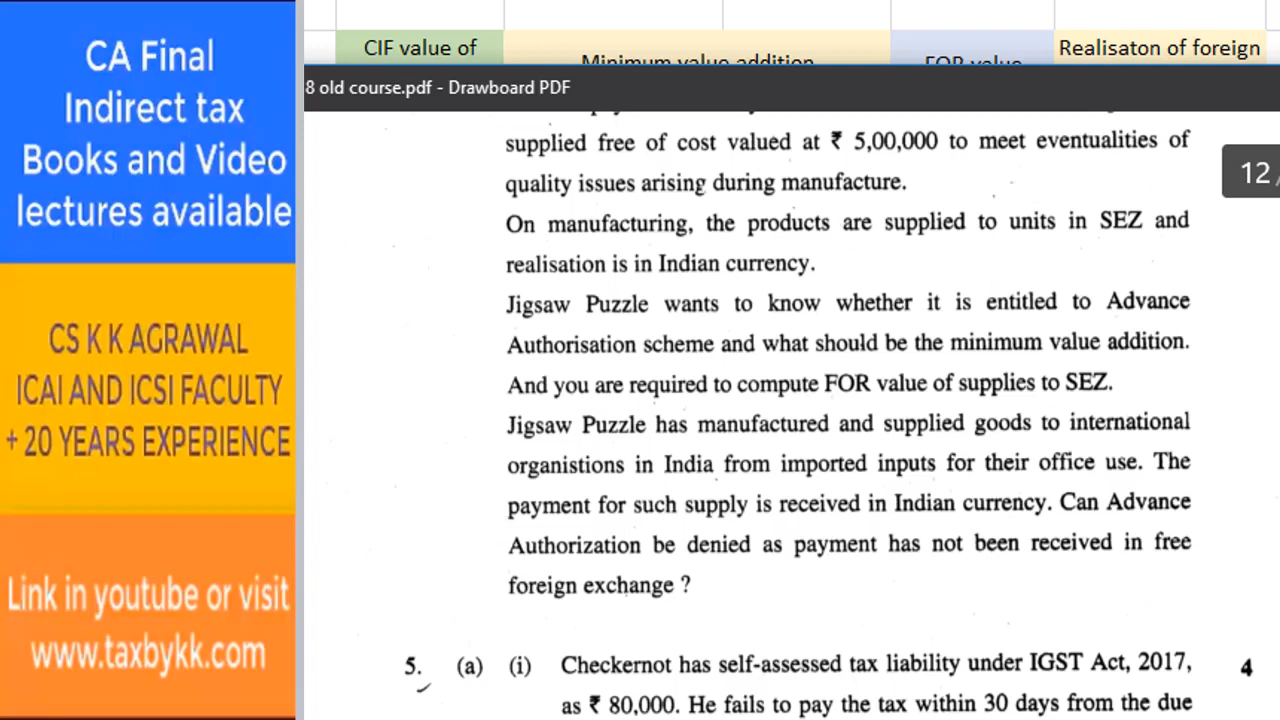 CA Final
Indirect tax
Books and Video
lectures available
CS K K AGRAWAL
ICAI AND ICSI FACULTY
+ 20 YEARS EXPERIENCE
Link in youtube or visit
www.taxbykk.com
CIF value of
Minimum value addition
FOR value
Realisaton of foreign
8 old course.pdf - Drawboard PDF
12 /
supplied free of cost valued at ₹ 5,00,000 to meet eventualities of
quality issues arising during manufacture.
On manufacturing, the products are supplied to units in SEZ and
realisation is in Indian currency.
Jigsaw Puzzle wants to know whether it is entitled to Advance
Authorisation scheme and what should be the minimum value addition.
And you are required to compute FOR value of supplies to SEZ.
Jigsaw Puzzle has manufactured and supplied goods to international
organistions in India from imported inputs for their office use. The
payment for such supply is received in Indian currency. Can Advance
Authorization be denied as payment has not been received in free
foreign exchange ?
5. (a) (i) Checkernot has self-assessed tax liability under IGST Act, 2017, 4
as ₹ 80,000. He fails to pay the tax within 30 days from the due